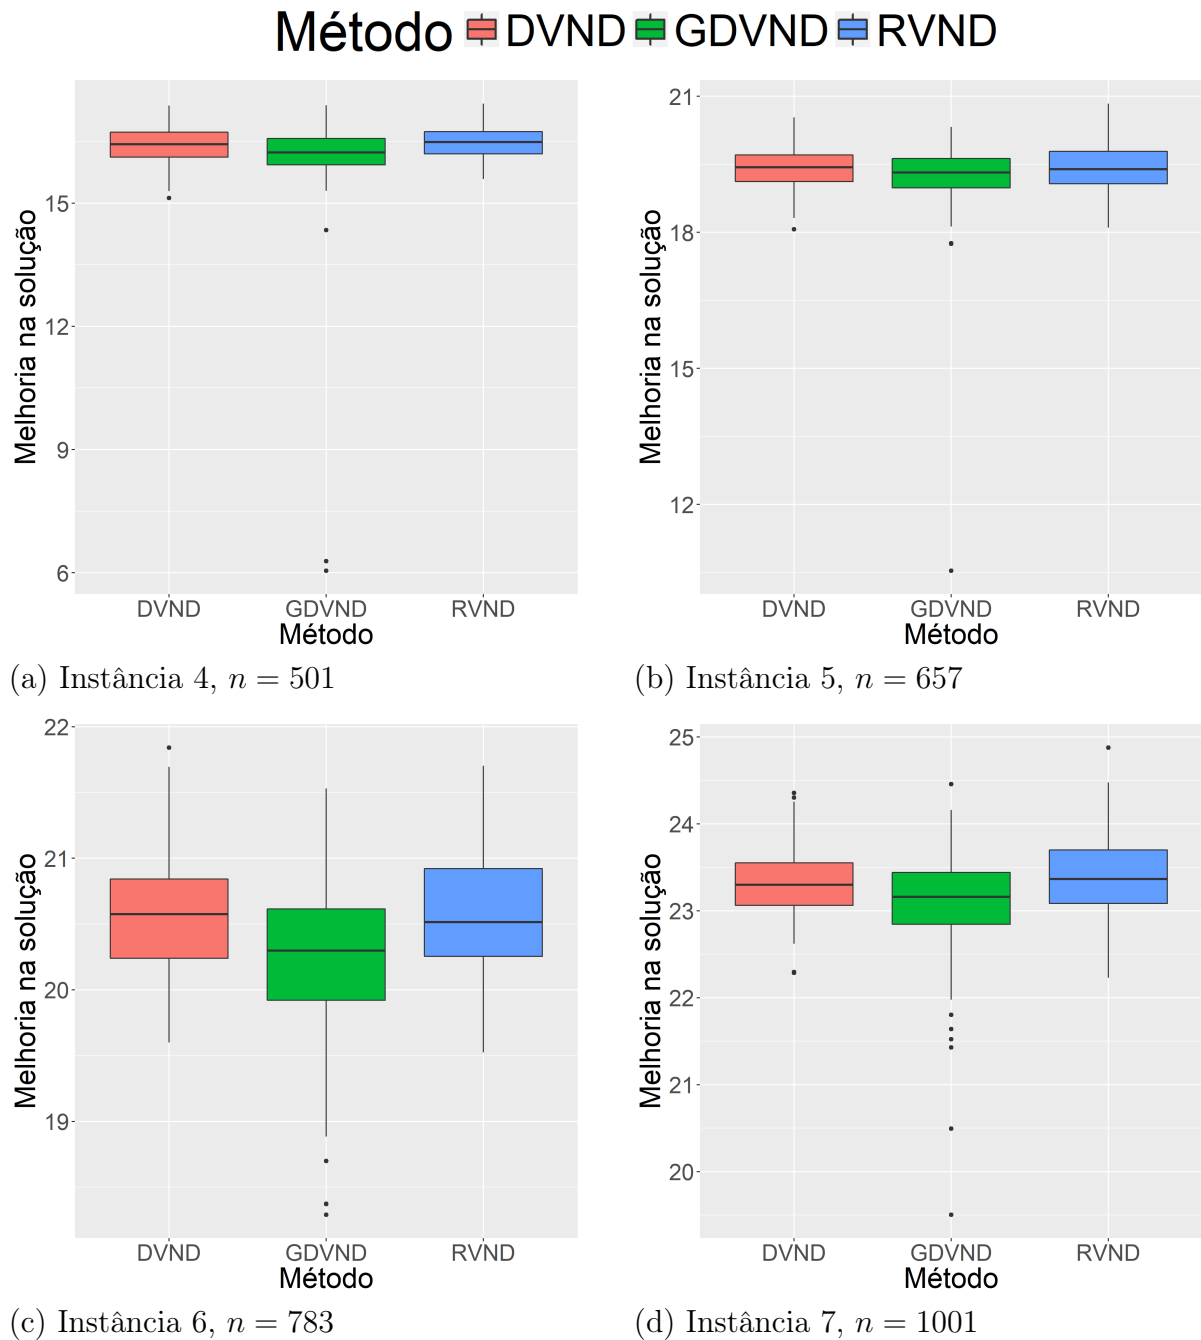 Método DVND GDVND RVND
Melhoria na solução
15
12
9
6
DVND GDVND RVND
Método
(a) Instância 4, n = 501
Melhoria na solução
21
18
15
12
DVND GDVND RVND
Método
(b) Instância 5, n = 657
Melhoria na solução
22
21
20
19
DVND GDVND RVND
Método
(c) Instância 6, n = 783
Melhoria na solução
25
24
23
22
21
20
DVND GDVND RVND
Método
(d) Instância 7, n = 1001